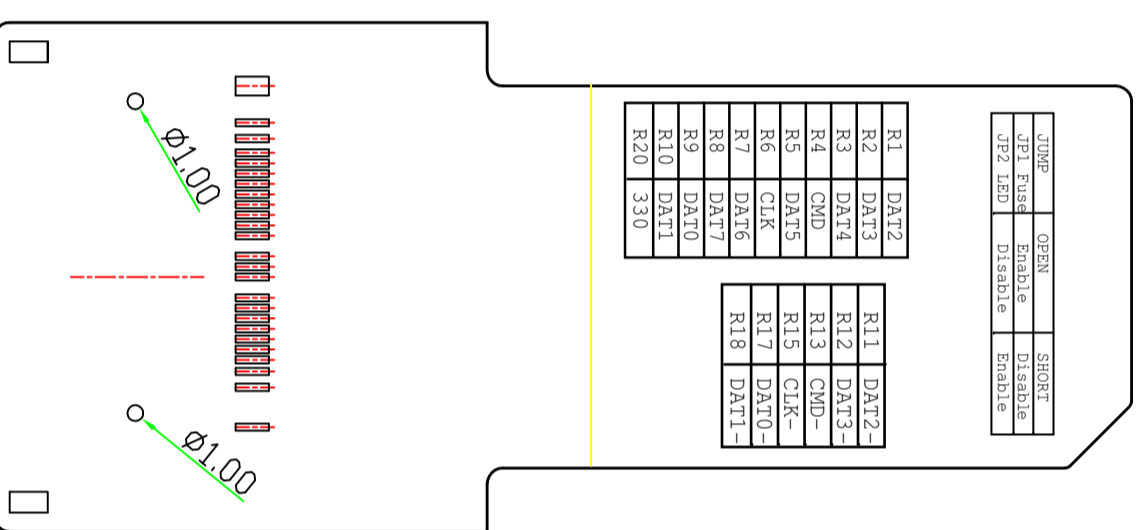 JUMP OPEN SHORT
JP1 Fuse Enable Disable
JP2 LED Disable Enable
R1 DAT2
R2 DAT3
R3 DAT4
R4 CMD
R5 DAT5
R6 CLK
R7 DAT6
R8 DAT7
R9 DAT0
R10 DAT1
R20 330
R11 DAT2-
R12 DAT3-
R13 CMD-
R15 CLK-
R17 DAT0-
R18 DAT1-
Ø1.00
Ø1.00